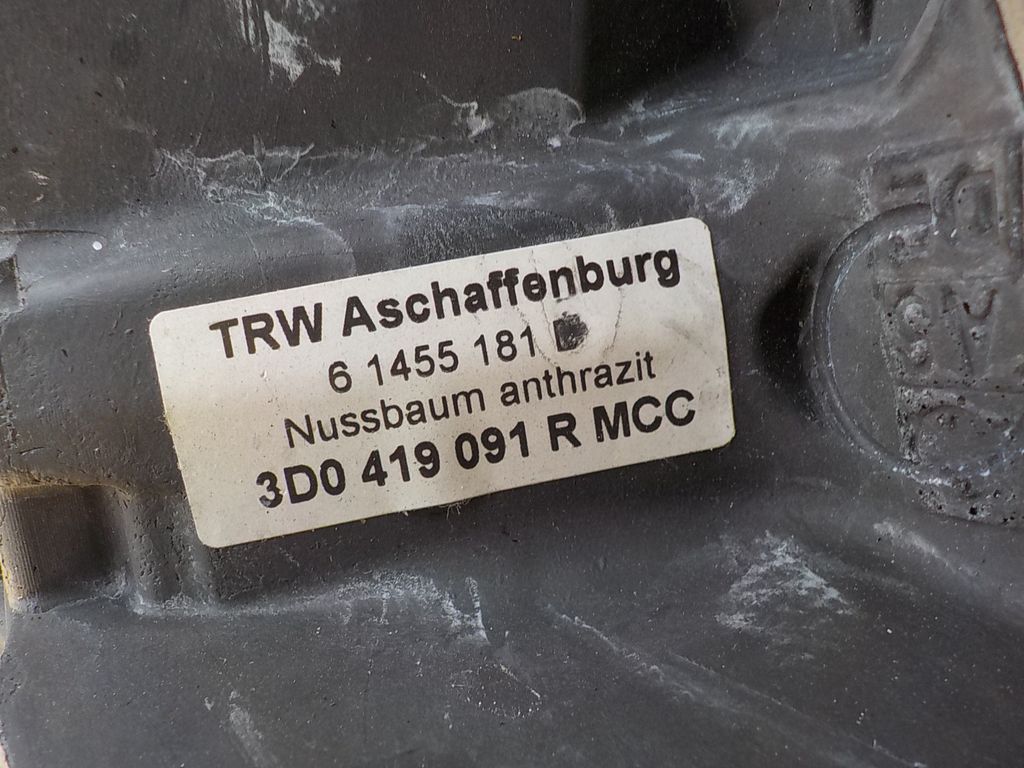 TRW Aschaffenburg
6 1455 181
Nussbaum anthrazit
3D0 419 091 R MCC